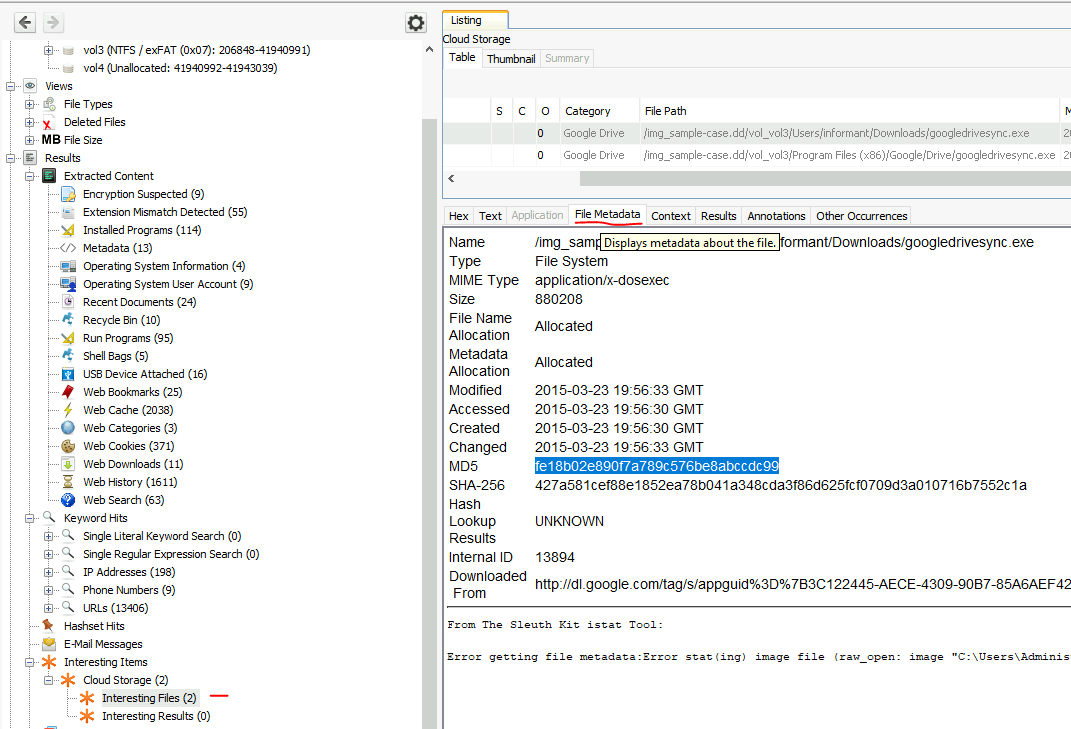 vol3 (NTFS / exFAT (0x07): 206848-41940991)
vol4 (Unallocated: 41940992-41943039)
Views
File Types
Deleted Files
MB File Size
Results
Extracted Content
Encryption Suspected (9)
Extension Mismatch Detected (55)
Installed Programs (114)
Metadata (13)
Operating System Information (4)
Operating System User Account (9)
Recent Documents (24)
Recycle Bin (10)
Run Programs (95)
Shell Bags (5)
USB Device Attached (16)
Web Bookmarks (25)
Web Cache (2038)
Web Categories (3)
Web Cookies (371)
Web Downloads (11)
Web History (1611)
Web Search (63)
Keyword Hits
Single Literal Keyword Search (0)
Single Regular Expression Search (0)
IP Addresses (198)
Phone Numbers (9)
URLs (13406)
Hashset Hits
E-Mail Messages
Interesting Items
Cloud Storage (2)
Interesting Files (2)
Interesting Results (0)
Listing
Cloud Storage
Table Thumbnail Summary
S C O Category File Path M
0 Google Drive /img_sample-case.dd/vol_vol3/Users/informant/Downloads/googledrivesync.exe 20
0 Google Drive /img_sample-case.dd/vol_vol3/Program Files (x86)/Google/Drive/googledrivesync.exe 20
Hex Text Application File Metadata Context Results Annotations Other Occurrences
Name /img_samp Displays metadata about the file. formant/Downloads/googledrivesync.exe
Type File System
MIME Type application/x-dosexec
Size 880208
File Name
Allocation Allocated
Metadata
Allocation Allocated
Modified 2015-03-23 19:56:33 GMT
Accessed 2015-03-23 19:56:30 GMT
Created 2015-03-23 19:56:30 GMT
Changed 2015-03-23 19:56:33 GMT
MD5 fe18b02e890f7a789c576be8abccdc99
SHA-256 427a581cef88e1852ea78b041a348cda3f86d625fcf0709d3a010716b7552c1a
Hash
Lookup UNKNOWN
Results
Internal ID 13894
Downloaded
From http://dl.google.com/tag/s/appguid%3D%7B3C122445-AECE-4309-90B7-85A6AEF42
From The Sleuth Kit istat Tool:
Error getting file metadata:Error stat(ing) image file (raw_open: image "C:\Users\Adminis